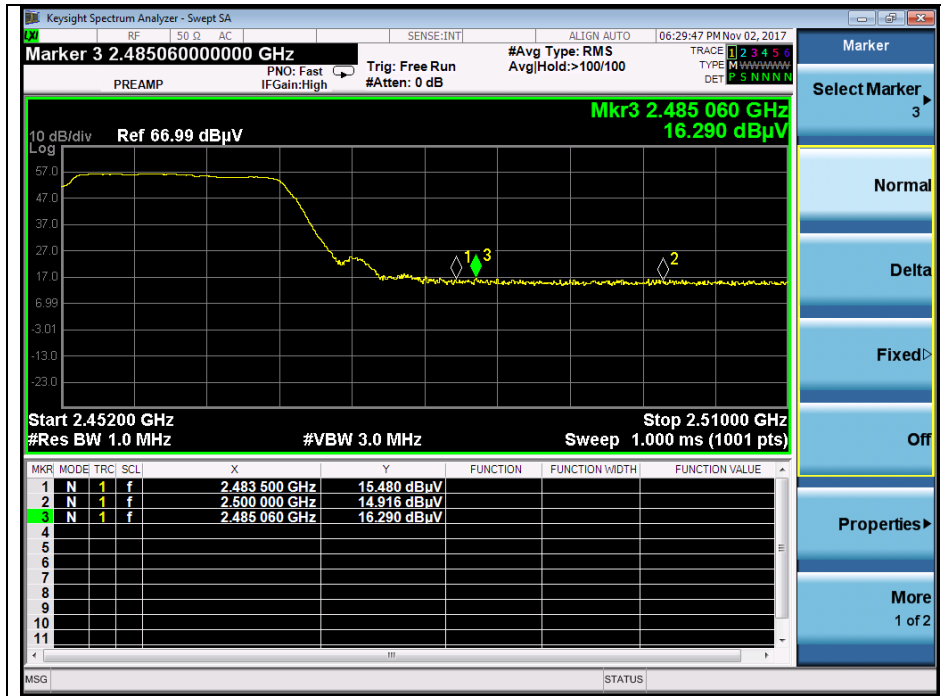 Keysight Spectrum Analyzer - Swept SA
LXI RF 50 Ω AC SENSE:INT ALIGN AUTO 06:29:47 PM Nov 02, 2017
Marker 3 2.485060000000 GHz
PREAMP
PNO: Fast
IFGain:High
Trig: Free Run
#Atten: 0 dB
#Avg Type: RMS
Avg|Hold:>100/100
TRACE 1 2 3 4 5 6
TYPE M WWWWW
DET P S N N N N
Mkr3 2.485 060 GHz
16.290 dBµV
10 dB/div Ref 66.99 dBµV
Log
57.0
47.0
37.0
27.0
17.0
6.99
-3.01
-13.0
-23.0
1 3 2
Start 2.45200 GHz Stop 2.51000 GHz
#Res BW 1.0 MHz #VBW 3.0 MHz Sweep 1.000 ms (1001 pts)
MKR MODE TRC SCL X Y FUNCTION FUNCTION WIDTH FUNCTION VALUE
1 N 1 f 2.483 500 GHz 15.480 dBµV
2 N 1 f 2.500 000 GHz 14.916 dBµV
3 N 1 f 2.485 060 GHz 16.290 dBµV
4
5
6
7
8
9
10
11
MSG STATUS
Marker
Select Marker
3
Normal
Delta
Fixed
Off
Properties
More
1 of 2